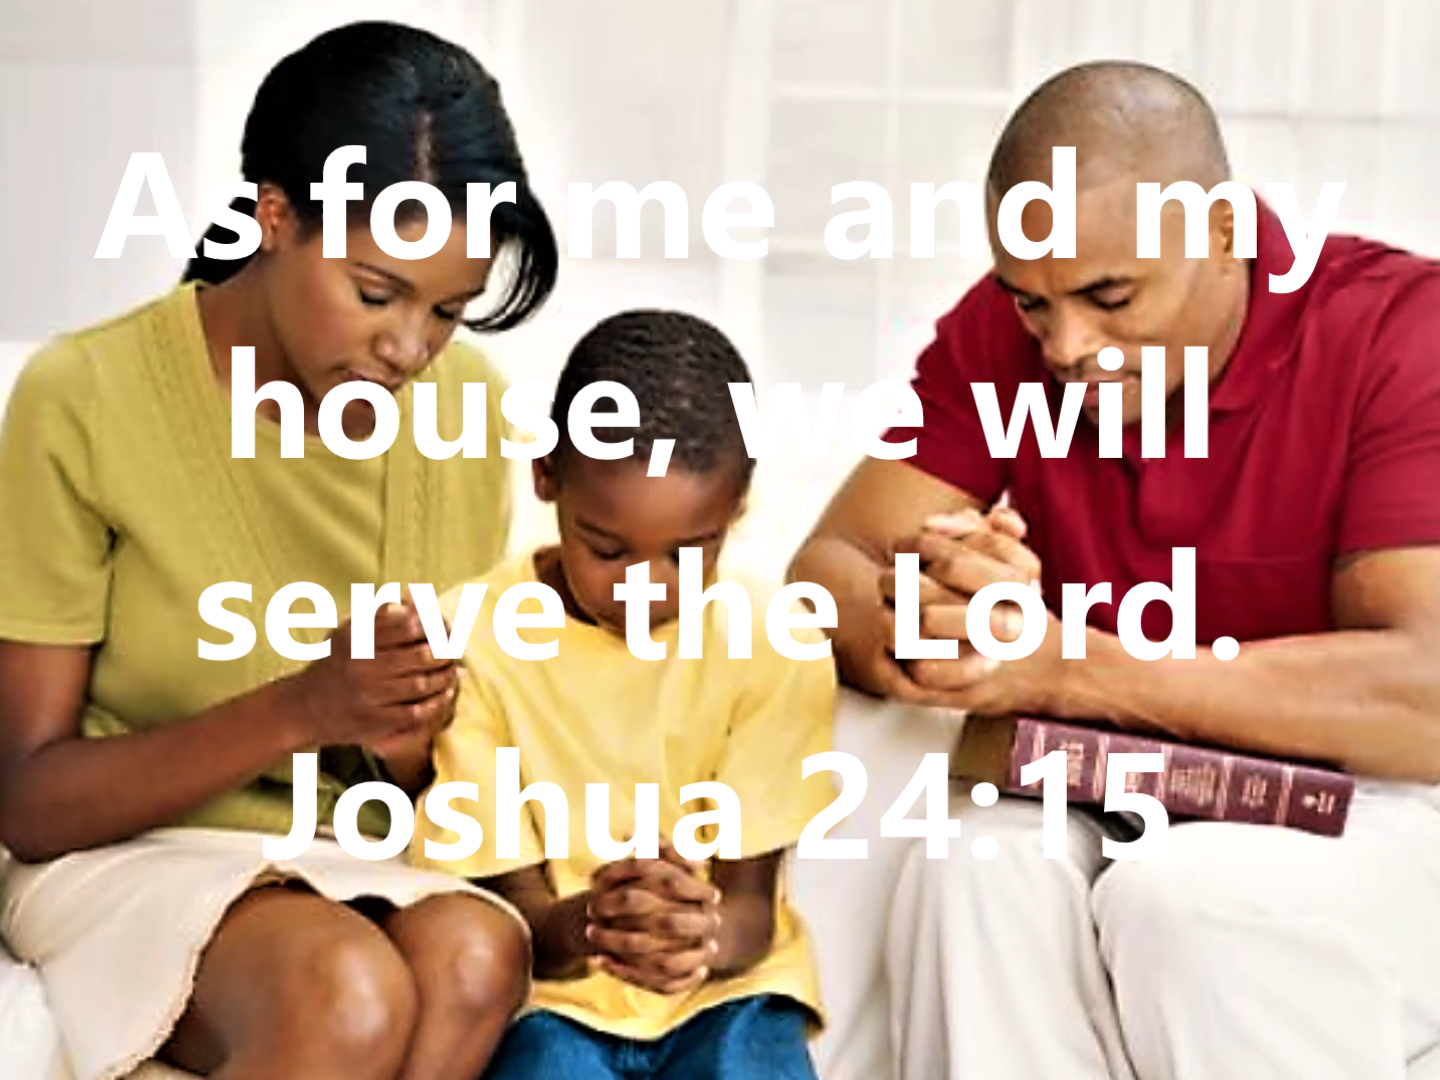 As for me and my
house, we will
serve the Lord.
Joshua 24:15